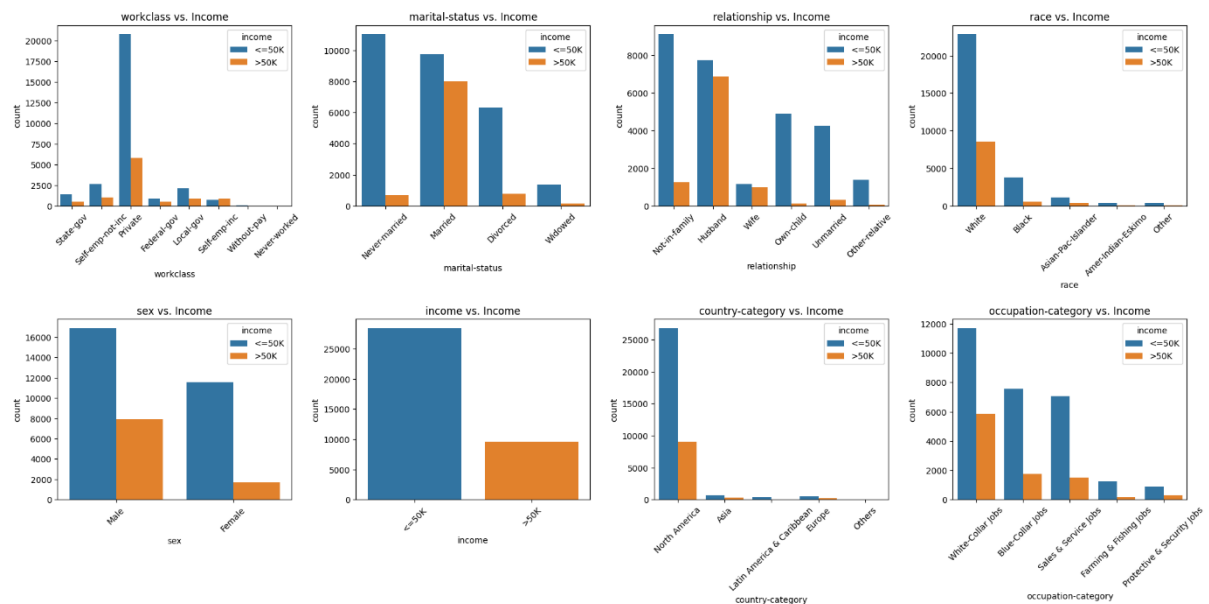 workclass vs. Income
count
20000
17500
15000
12500
10000
7500
5000
2500
0
income
<=50K
>50K
State-gov
Self-emp-not-inc
Private
Federal-gov
Local-gov
Self-emp-inc
Without-pay
Never-worked
workclass
marital-status vs. Income
count
10000
8000
6000
4000
2000
0
income
<=50K
>50K
Never-married
Married
Divorced
Widowed
marital-status
relationship vs. Income
count
8000
6000
4000
2000
0
income
<=50K
>50K
Not-in-family
Husband
Wife
Own-child
Unmarried
Other-relative
relationship
race vs. Income
count
20000
15000
10000
5000
0
income
<=50K
>50K
White
Black
Asian-Pac-Islander
Amer-Indian-Eskimo
Other
race
sex vs. Income
count
16000
14000
12000
10000
8000
6000
4000
2000
0
income
<=50K
>50K
Male
Female
sex
income vs. Income
count
25000
20000
15000
10000
5000
0
income
<=50K
>50K
<=50K
>50K
income
country-category vs. Income
count
25000
20000
15000
10000
5000
0
income
<=50K
>50K
North America
Asia
Latin America & Caribbean
Europe
Others
country-category
occupation-category vs. Income
count
12000
10000
8000
6000
4000
2000
0
income
<=50K
>50K
White-Collar Jobs
Blue-Collar Jobs
Sales & Service Jobs
Farming & Fishing Jobs
Protective & Security Jobs
occupation-category